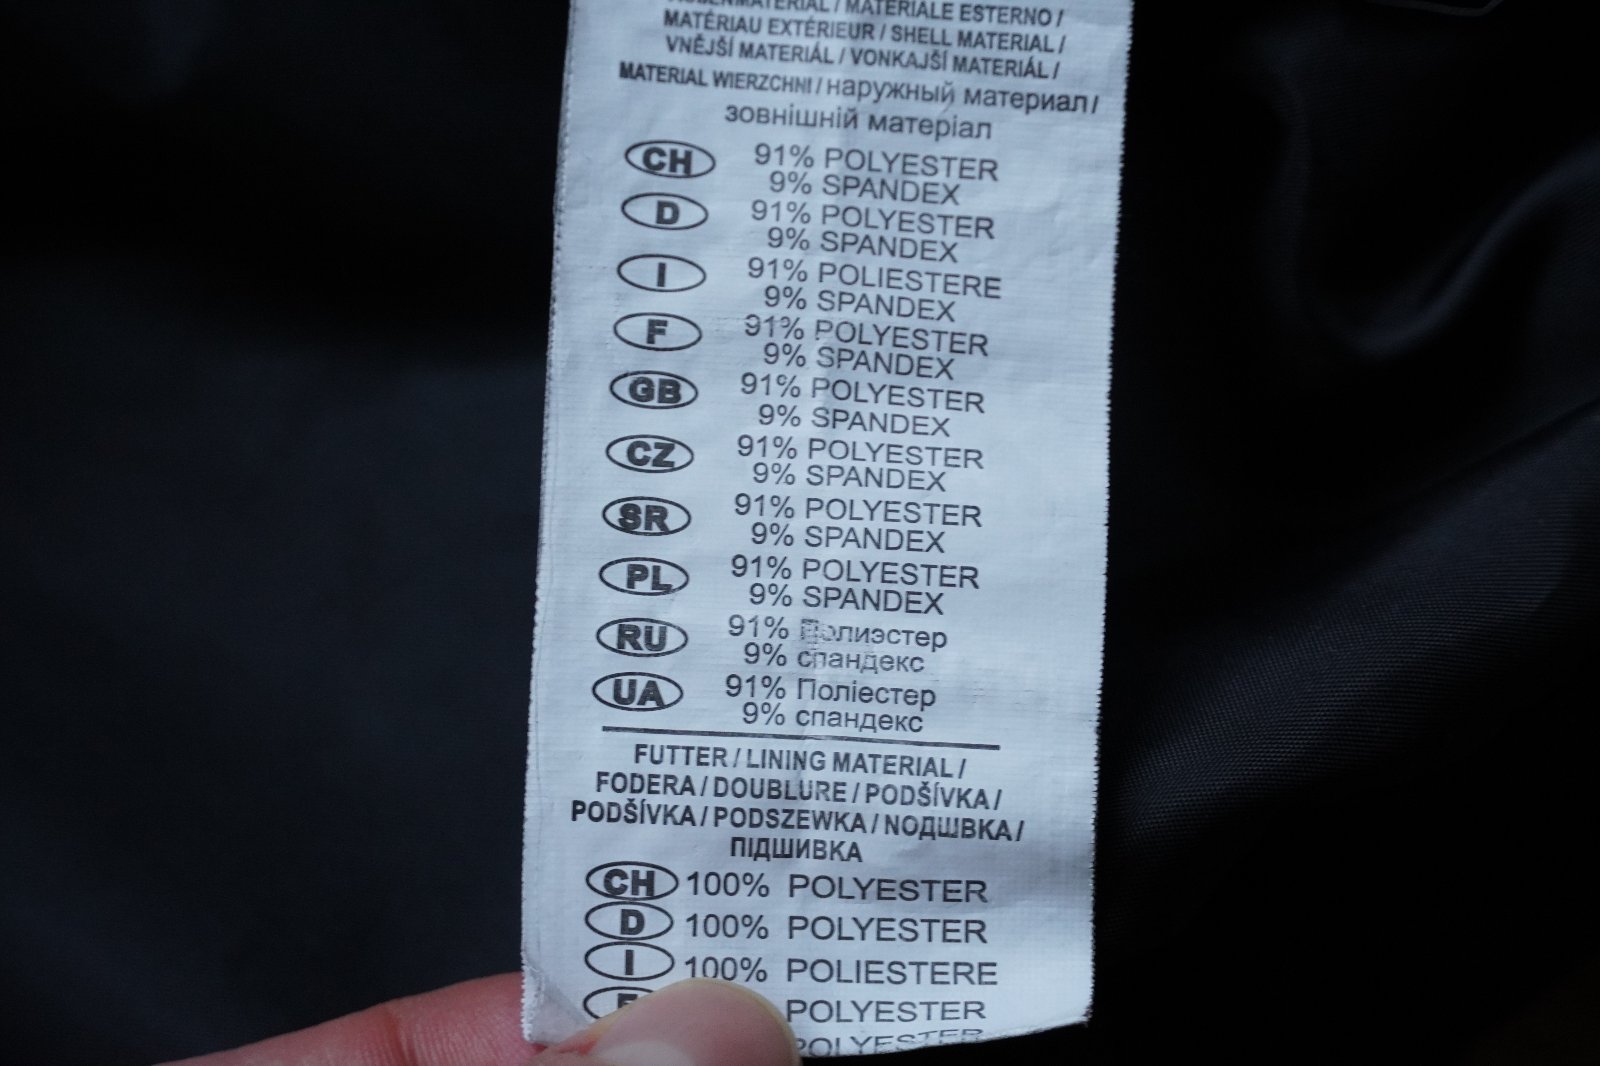 MATERIALE ESTERNO /
MATÉRIAU EXTÉRIEUR / SHELL MATERIAL /
VNĚJŠÍ MATERIÁL / VONKAJŠÍ MATERIÁL /
MATERIAL WIERZCHNI / наружный материал /
зовнішній матеріал
CH 91% POLYESTER
9% SPANDEX
D 91% POLYESTER
9% SPANDEX
I 91% POLIESTERE
9% SPANDEX
F 91% POLYESTER
9% SPANDEX
GB 91% POLYESTER
9% SPANDEX
CZ 91% POLYESTER
9% SPANDEX
SR 91% POLYESTER
9% SPANDEX
PL 91% POLYESTER
9% SPANDEX
RU 91% Полиэстер
9% спандекс
UA 91% Поліестер
9% спандекс
FUTTER / LINING MATERIAL /
FODERA / DOUBLURE / PODŠÍVKA /
PODŠÍVKA / PODSZEWKA / NОДШВКА /
ПІДШИВКА
CH 100% POLYESTER
D 100% POLYESTER
I 100% POLIESTERE
F POLYESTER
POLYESTER